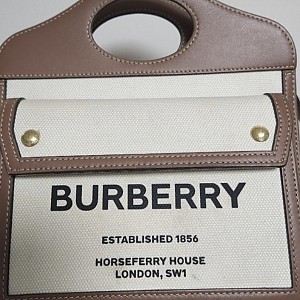 BURBERRY
ESTABLISHED 1856
HORSEFERRY HOUSE
LONDON, SW1